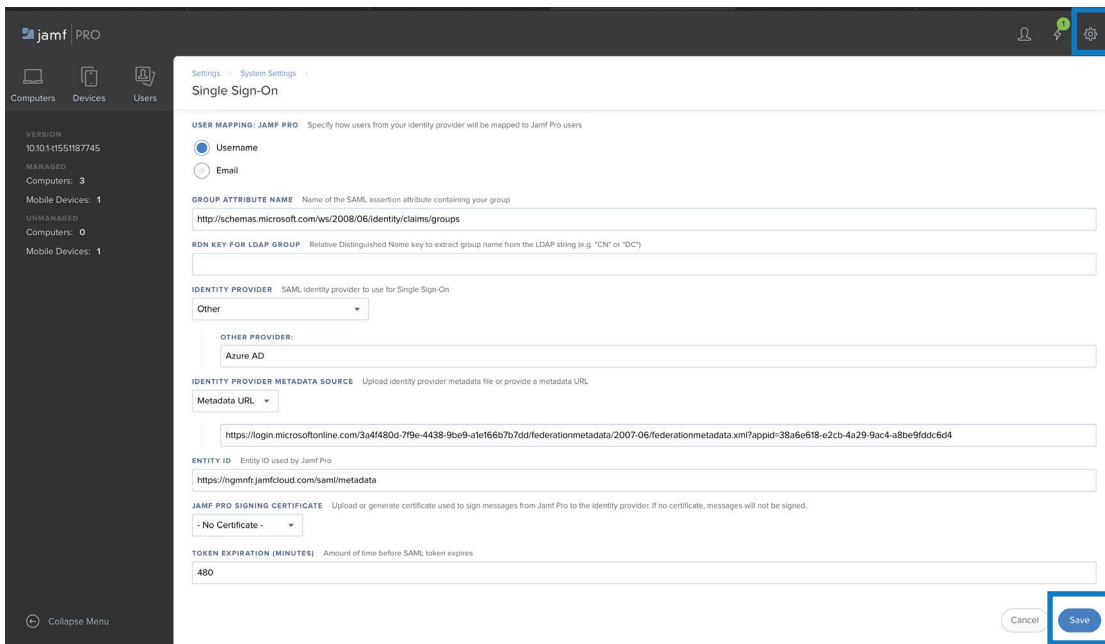 jamf PRO
1
Computers
Devices
Users
VERSION
10.10.1-t1551187745
MANAGED
Computers: 3
Mobile Devices: 1
UNMANAGED
Computers: 0
Mobile Devices: 1
Collapse Menu
Settings › System Settings ›
Single Sign-On
USER MAPPING: JAMF PRO Specify how users from your identity provider will be mapped to Jamf Pro users
Username
Email
GROUP ATTRIBUTE NAME Name of the SAML assertion attribute containing your group
http://schemas.microsoft.com/ws/2008/06/identity/claims/groups
RDN KEY FOR LDAP GROUP Relative Distinguished Name key to extract group name from the LDAP string (e.g. "CN" or "DC")
IDENTITY PROVIDER SAML identity provider to use for Single Sign-On
Other
OTHER PROVIDER:
Azure AD
IDENTITY PROVIDER METADATA SOURCE Upload identity provider metadata file or provide a metadata URL
Metadata URL
https://login.microsoftonline.com/3a4f480d-7f9e-4438-9be9-a1e166b7b7dd/federationmetadata/2007-06/federationmetadata.xml?appid=38a6e618-e2cb-4a29-9ac4-a8be9fddc6d4
ENTITY ID Entity ID used by Jamf Pro
https://ngmnfr.jamfcloud.com/saml/metadata
JAMF PRO SIGNING CERTIFICATE Upload or generate certificate used to sign messages from Jamf Pro to the identity provider. If no certificate, messages will not be signed.
- No Certificate -
TOKEN EXPIRATION (MINUTES) Amount of time before SAML token expires
480
Cancel
Save